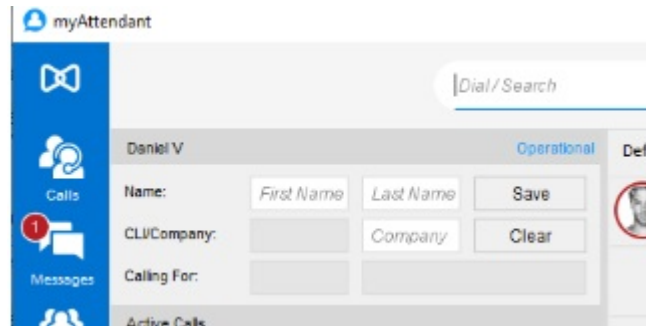 myAttendant
Dial / Search
Daniel V Operational
Name: First Name Last Name Save
CLI/Company: Company Clear
Calling For:
Active Calls
Calls
1
Messages
Def